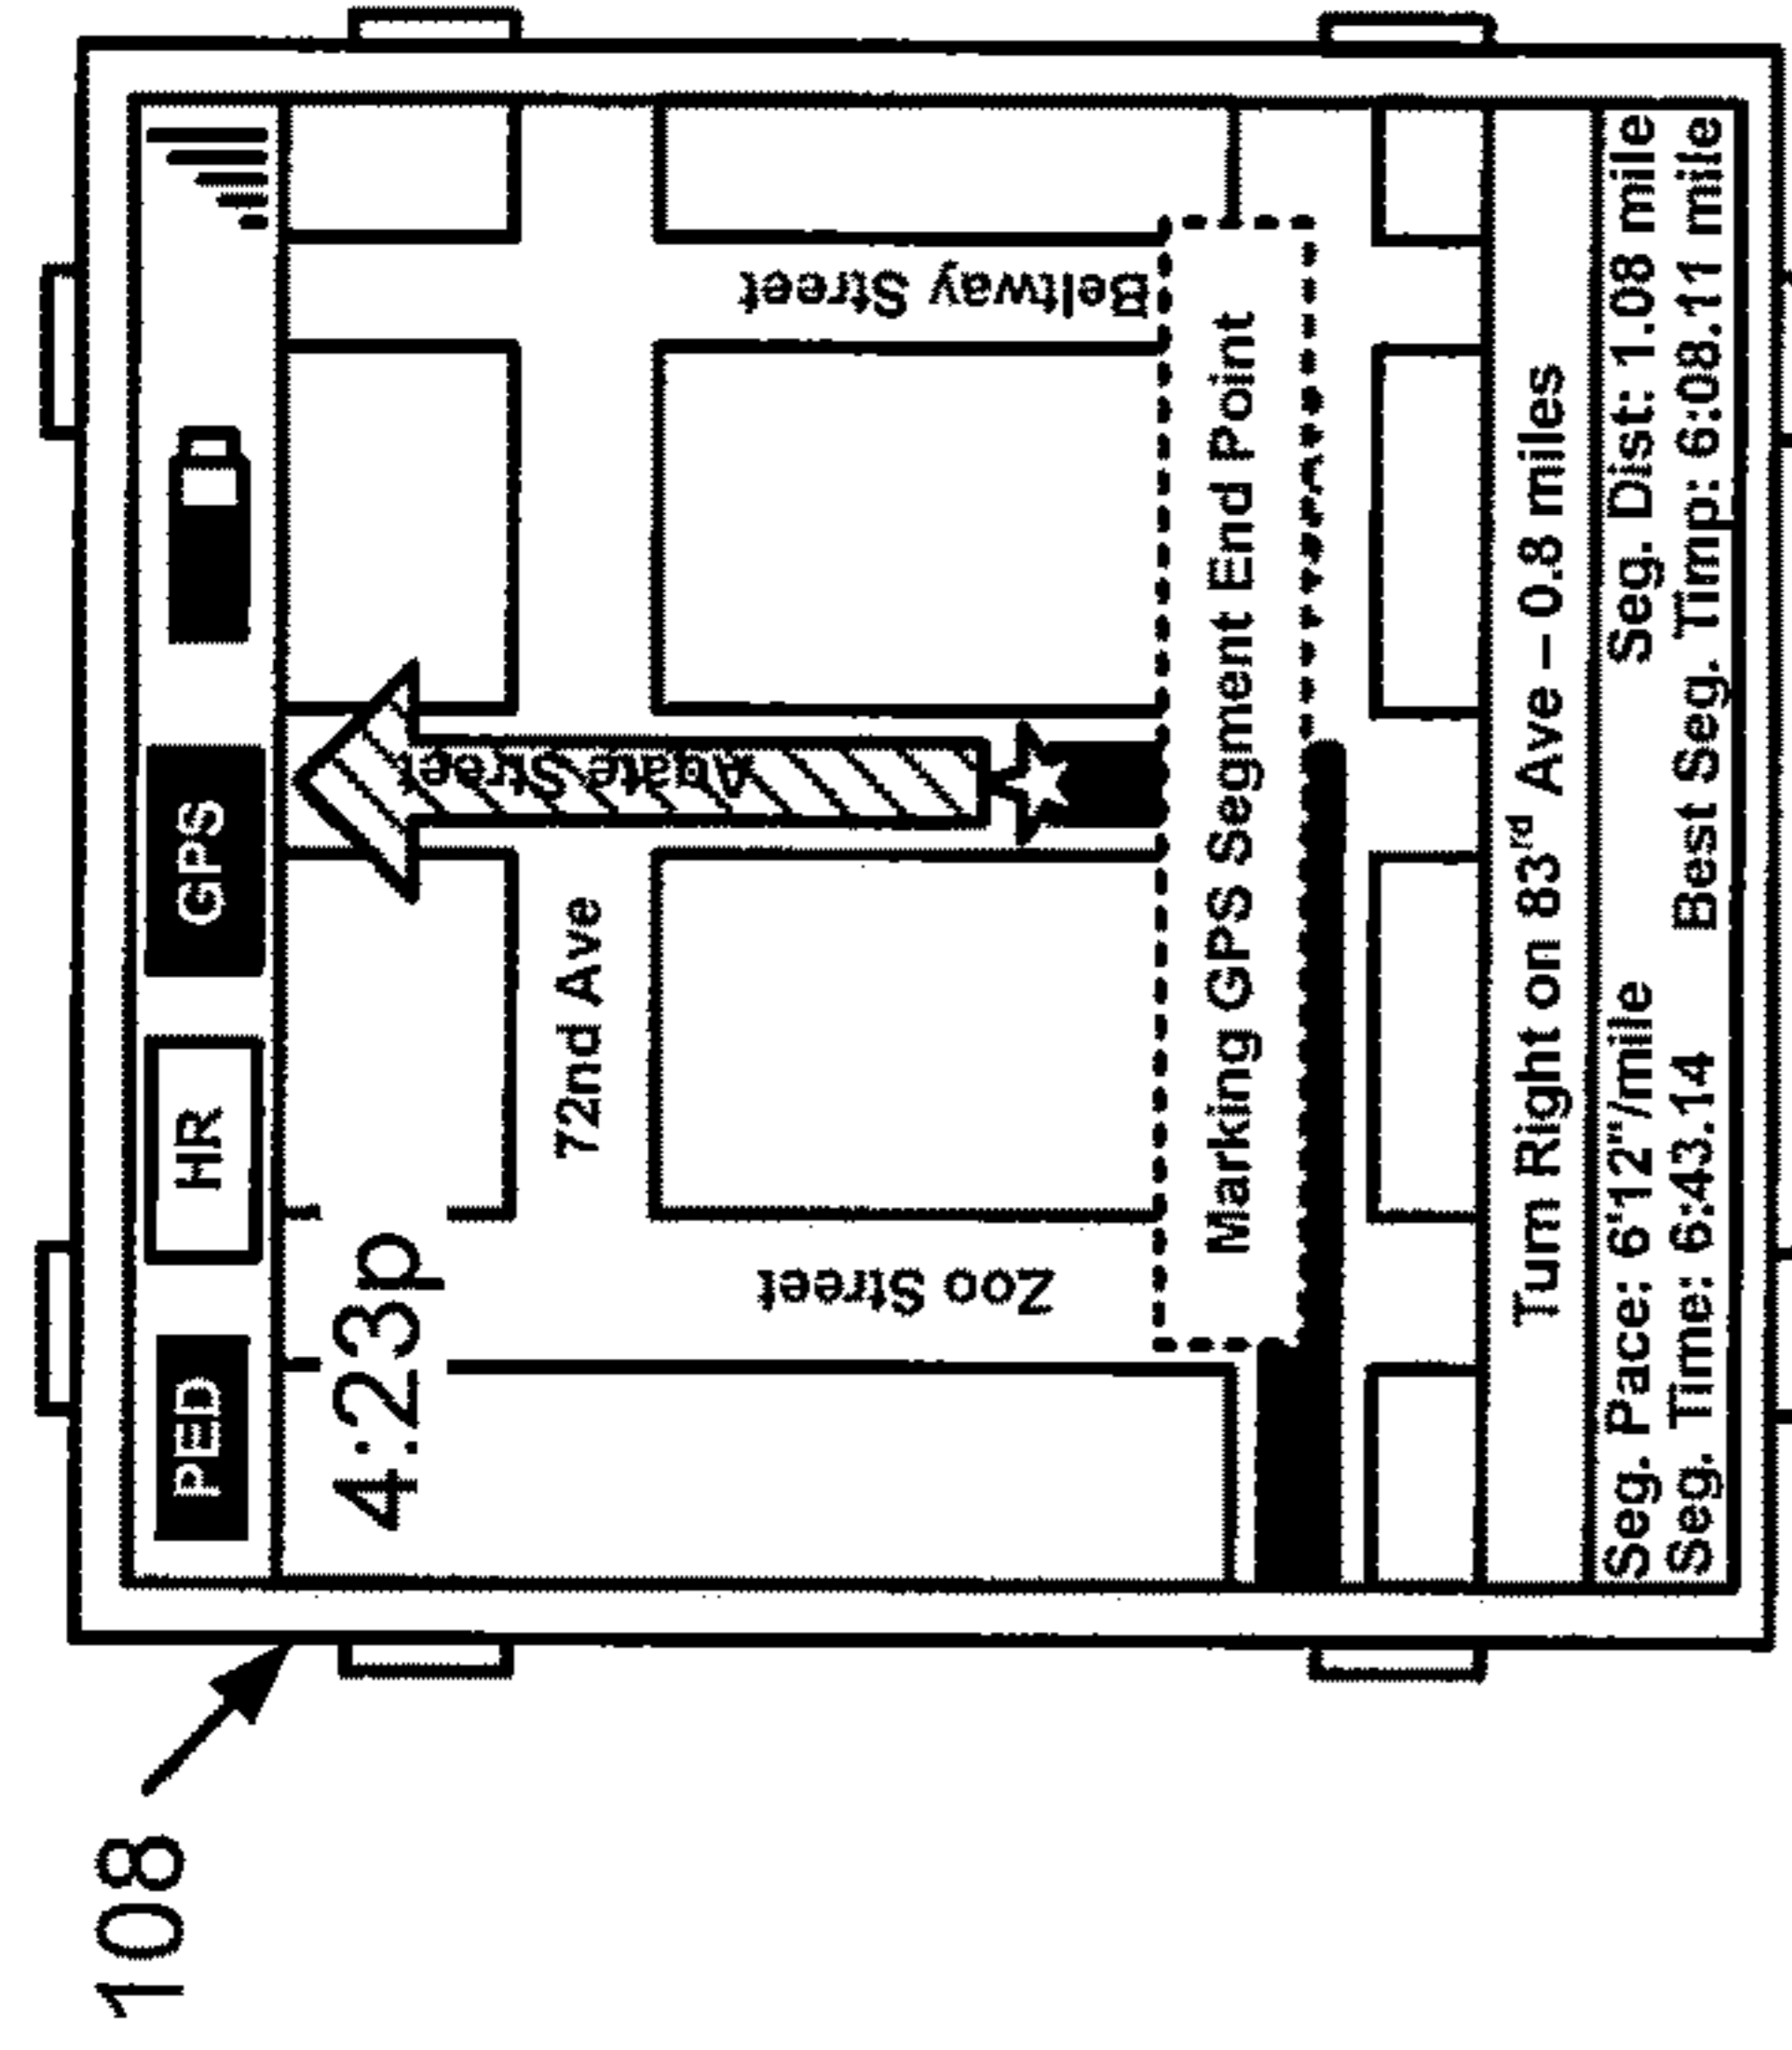 108
PED HR GPS
4:23p
72nd Ave
Zoo Street
Agate Street
Beltway Street
Marking GPS Segment End Point
Turn Right on 83rd Ave – 0.8 miles
Seg. Pace: 6'12"/mile Seg. Dist: 1.08 mile
Seg. Time: 6:43.14 Best Seg. Timp: 6:08.11 mile